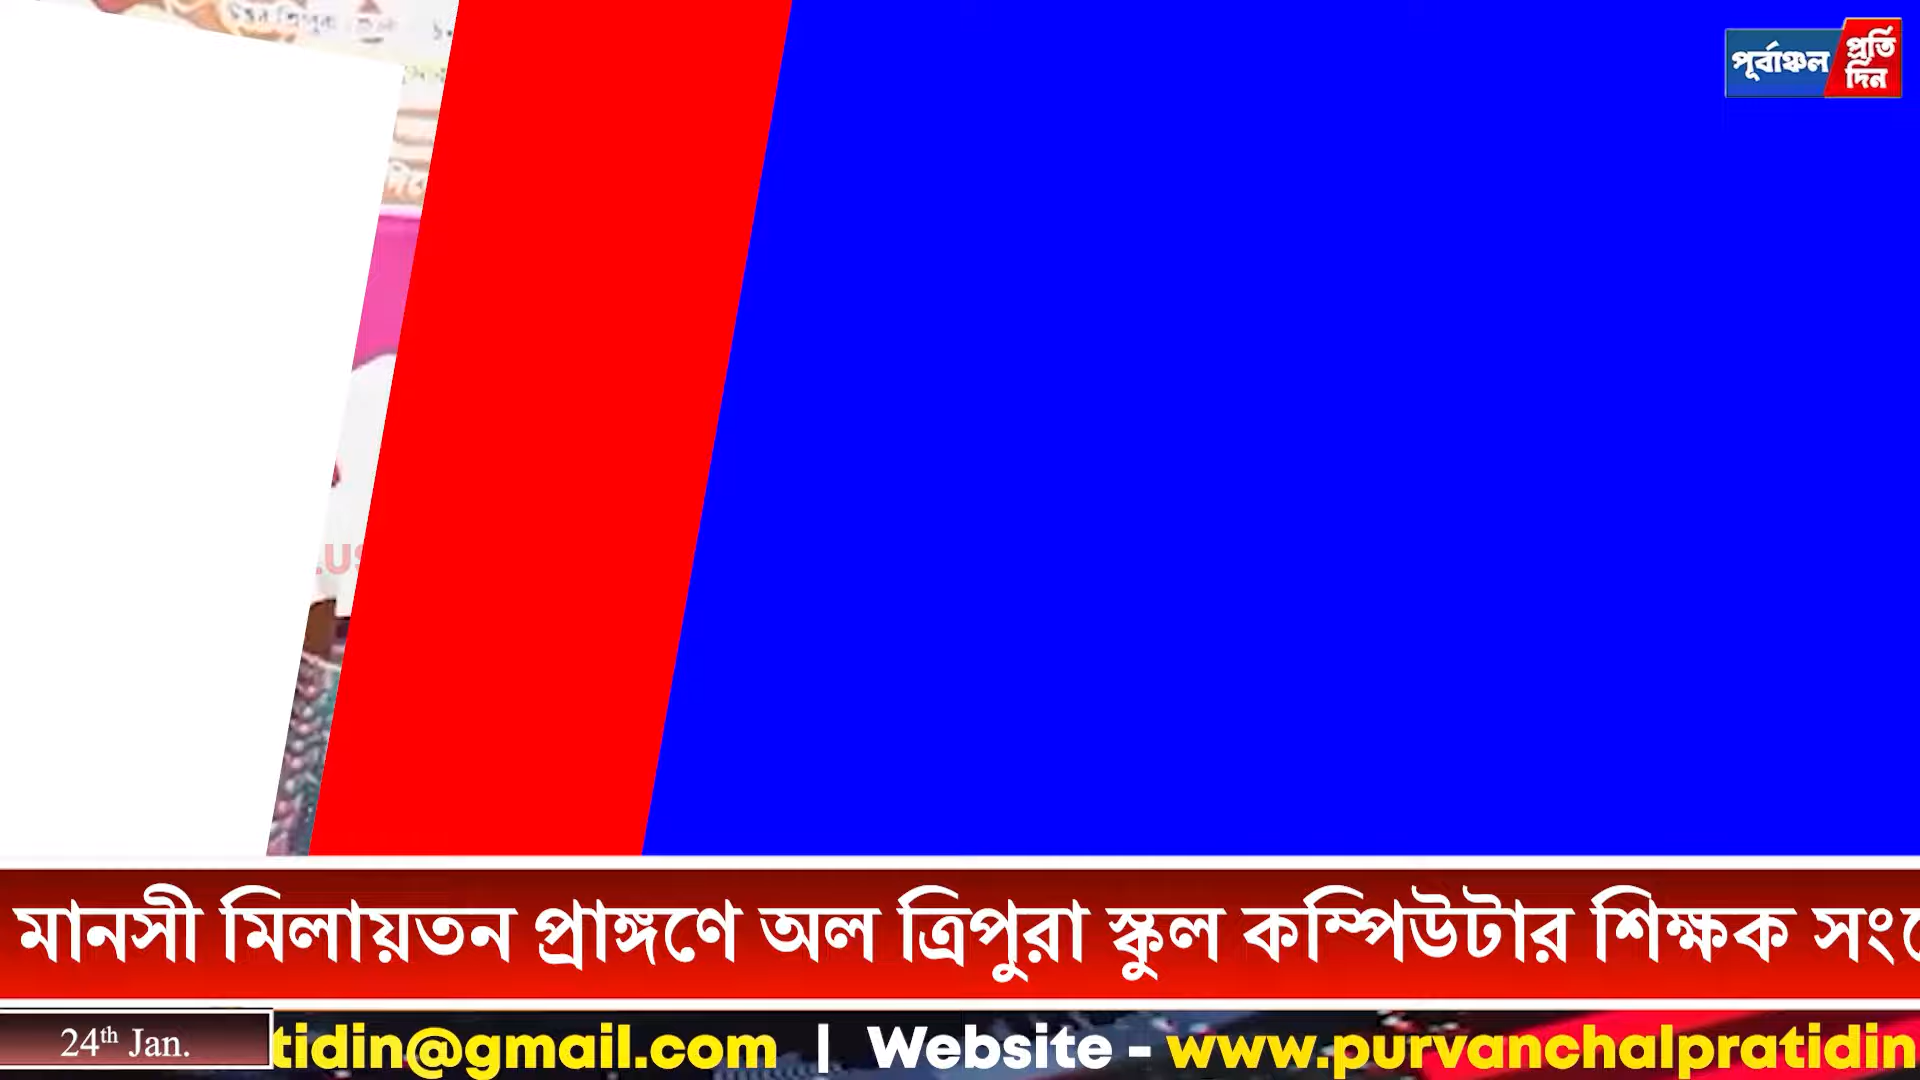 পূর্বাঞ্চল
প্রতি
দিন
মানসী মিলায়তন প্রাঙ্গণে অল ত্রিপুরা স্কুল কম্পিউটার শিক্ষক
24th Jan.
tidin@gmail.com | Website - www.purvanchalpratidin